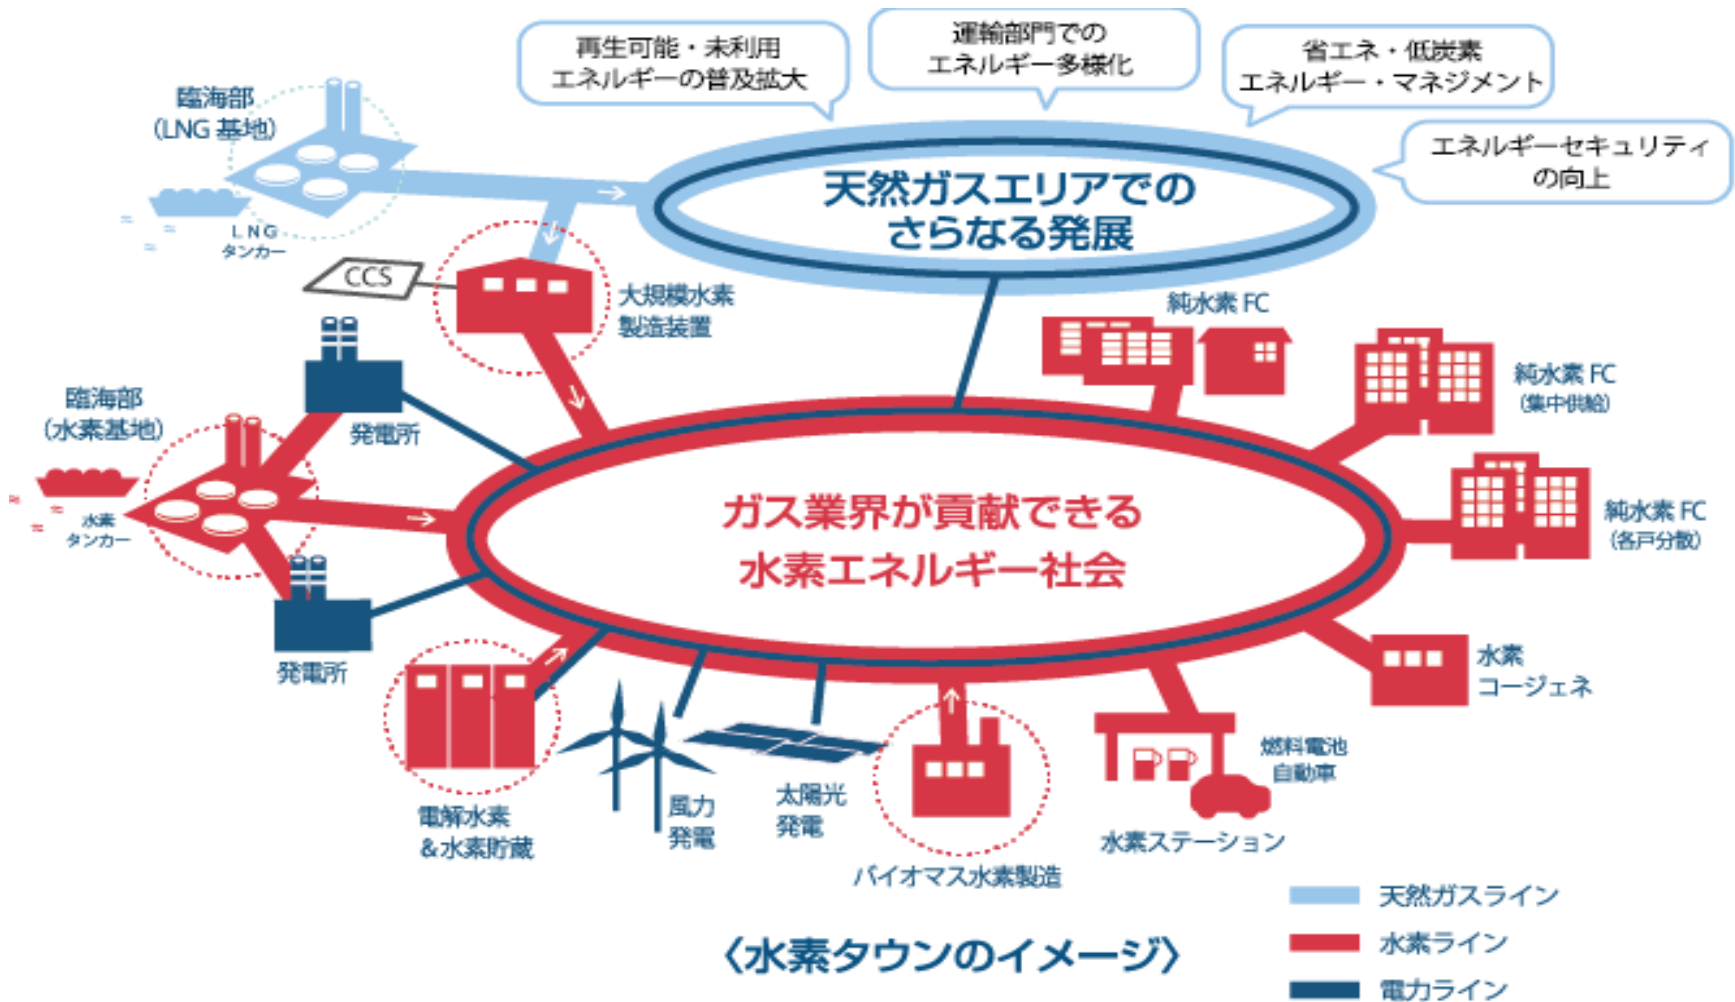 再生可能・未利用
エネルギーの普及拡大
運輸部門での
エネルギー多様化
省エネ・低炭素
エネルギー・マネジメント
エネルギーセキュリティ
の向上
臨海部
（LNG 基地）
LNG
タンカー
天然ガスエリアでの
さらなる発展
CCS
大規模水素
製造装置
純水素 FC
純水素 FC
（集中供給）
純水素 FC
（各戸分散）
臨海部
（水素基地）
水素
タンカー
発電所
発電所
ガス業界が貢献できる
水素エネルギー社会
水素
コージェネ
電解水素
＆水素貯蔵
風力
発電
太陽光
発電
バイオマス水素製造
燃料電池
自動車
水素ステーション
〈水素タウンのイメージ〉
天然ガスライン
水素ライン
電力ライン